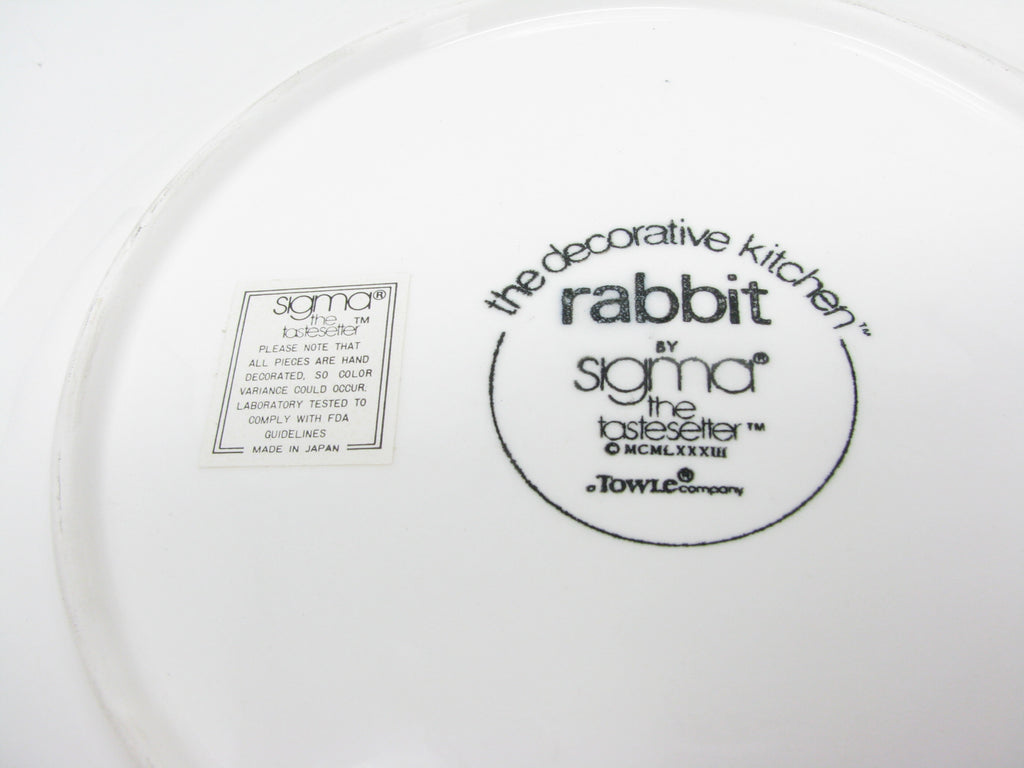 sigma®
the
tastesetter™
PLEASE NOTE THAT
ALL PIECES ARE HAND
DECORATED, SO COLOR
VARIANCE COULD OCCUR.
LABORATORY TESTED TO
COMPLY WITH FDA
GUIDELINES
MADE IN JAPAN
the decorative kitchen™
rabbit
BY
sigma®
the
tastesetter™
© MCMLXXXIII
a Towle® company